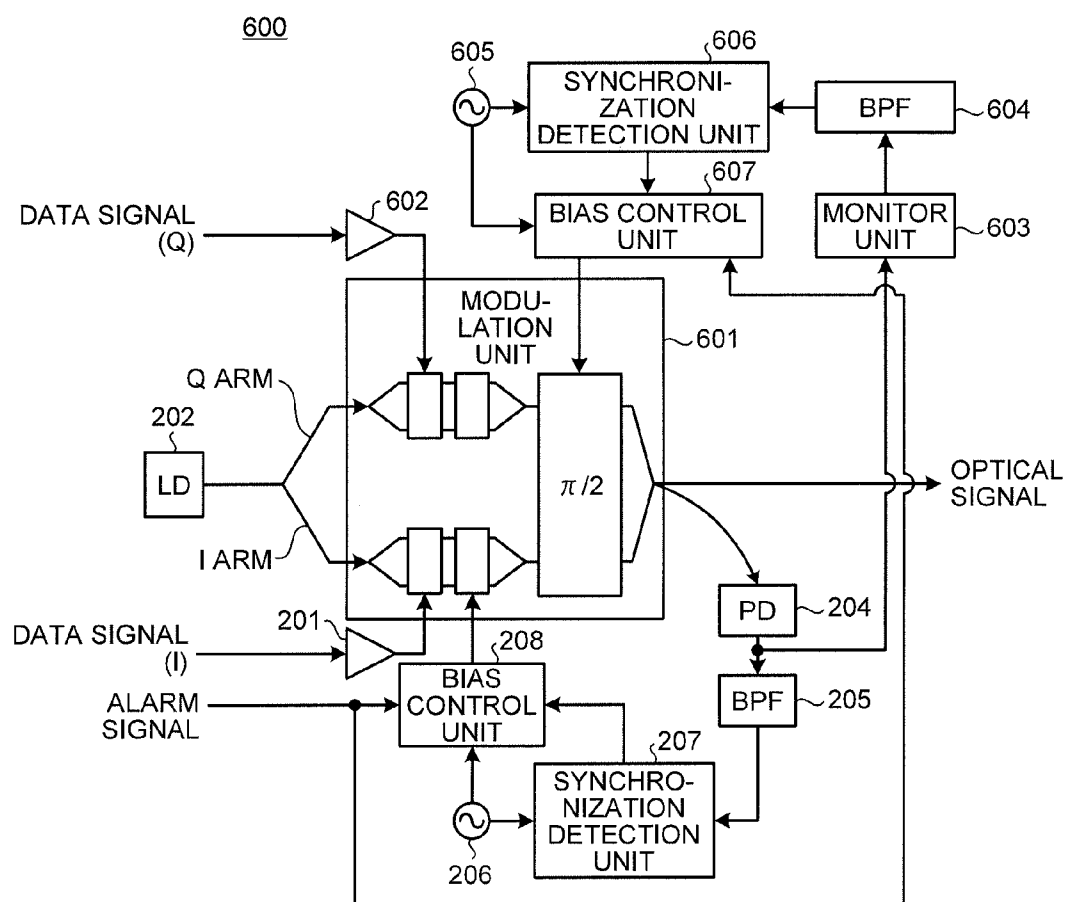 600
605
606
SYNCHRONI-
ZATION
DETECTION UNIT
BPF
604
607
602
DATA SIGNAL
(Q)
BIAS CONTROL
UNIT
MONITOR
UNIT
603
MODU-
LATION
UNIT
601
Q ARM
202
LD
π/2
OPTICAL
SIGNAL
I ARM
PD
204
201
DATA SIGNAL
(I)
208
BIAS
CONTROL
UNIT
BPF
205
ALARM
SIGNAL
207
SYNCHRO-
NIZATION
DETECTION
UNIT
206